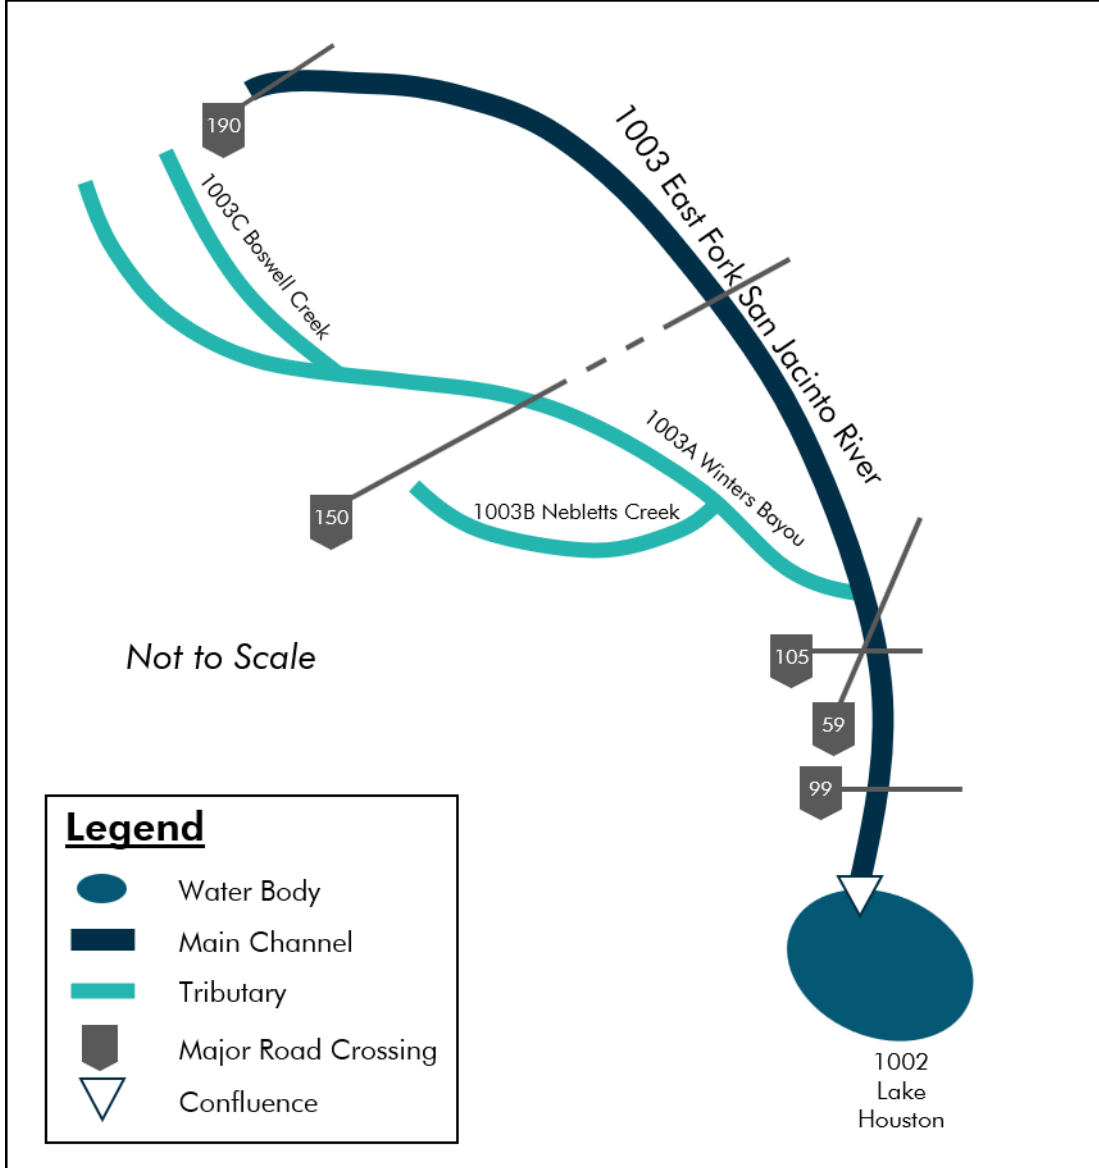 190
1003 East Fork San Jacinto River
1003C Boswell Creek
1003A Winters Bayou
1003B Nebletts Creek
150
Not to Scale
105
59
99
Legend
Water Body
Main Channel
Tributary
Major Road Crossing
Confluence
1002
Lake
Houston